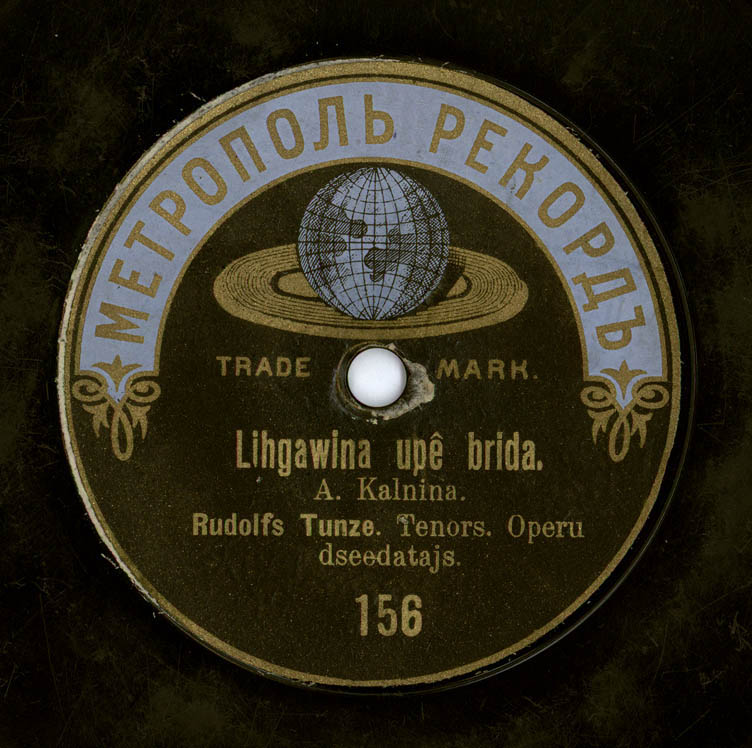 МЕТРОПОЛЬ РЕКОРДЪ
TRADE MARK.
Lihgawina upê brida.
A. Kalnina.
Rudolfs Tunze. Tenors. Operu
dseedatajs.
156